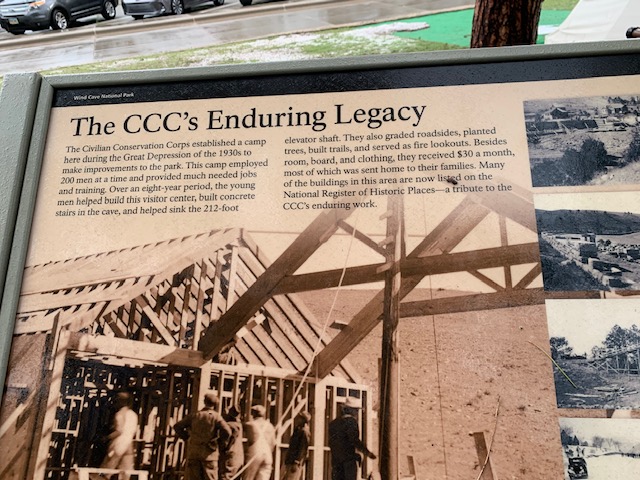 Wind Cave National Park
The CCC's Enduring Legacy
The Civilian Conservation Corps established a camp
here during the Great Depression of the 1930s to
make improvements to the park. This camp employed
200 men at a time and provided much needed jobs
and training. Over an eight-year period, the young
men helped build this visitor center, built concrete
stairs in the cave, and helped sink the 212-foot
elevator shaft. They also graded roadsides, planted
trees, built trails, and served as fire lookouts. Besides
room, board, and clothing, they received $30 a month,
most of which was sent home to their families. Many
of the buildings in this area are now listed on the
National Register of Historic Places—a tribute to the
CCC's enduring work.